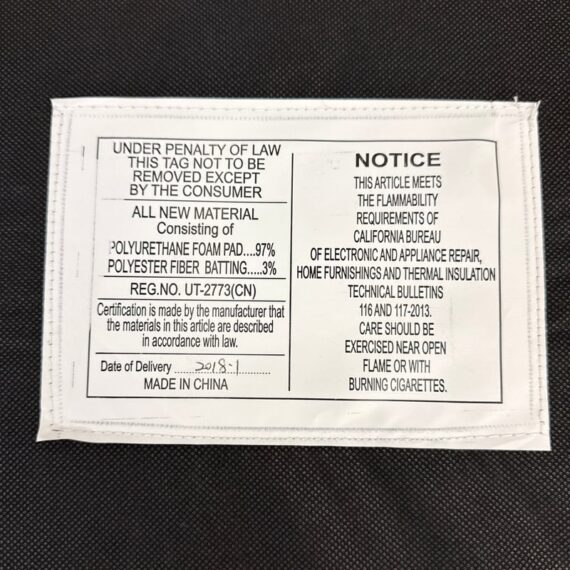 UNDER PENALTY OF LAW
THIS TAG NOT TO BE
REMOVED EXCEPT
BY THE CONSUMER
ALL NEW MATERIAL
Consisting of
POLYURETHANE FOAM PAD....97%
POLYESTER FIBER BATTING.....3%
REG.NO. UT-2773(CN)
Certification is made by the manufacturer that
the materials in this article are described
in accordance with law.
Date of Delivery ......2018-1..........
MADE IN CHINA
NOTICE
THIS ARTICLE MEETS
THE FLAMMABILITY
REQUIREMENTS OF
CALIFORNIA BUREAU
OF ELECTRONIC AND APPLIANCE REPAIR,
HOME FURNISHINGS AND THERMAL INSULATION
TECHNICAL BULLETINS
116 AND 117-2013.
CARE SHOULD BE
EXERCISED NEAR OPEN
FLAME OR WITH
BURNING CIGARETTES.